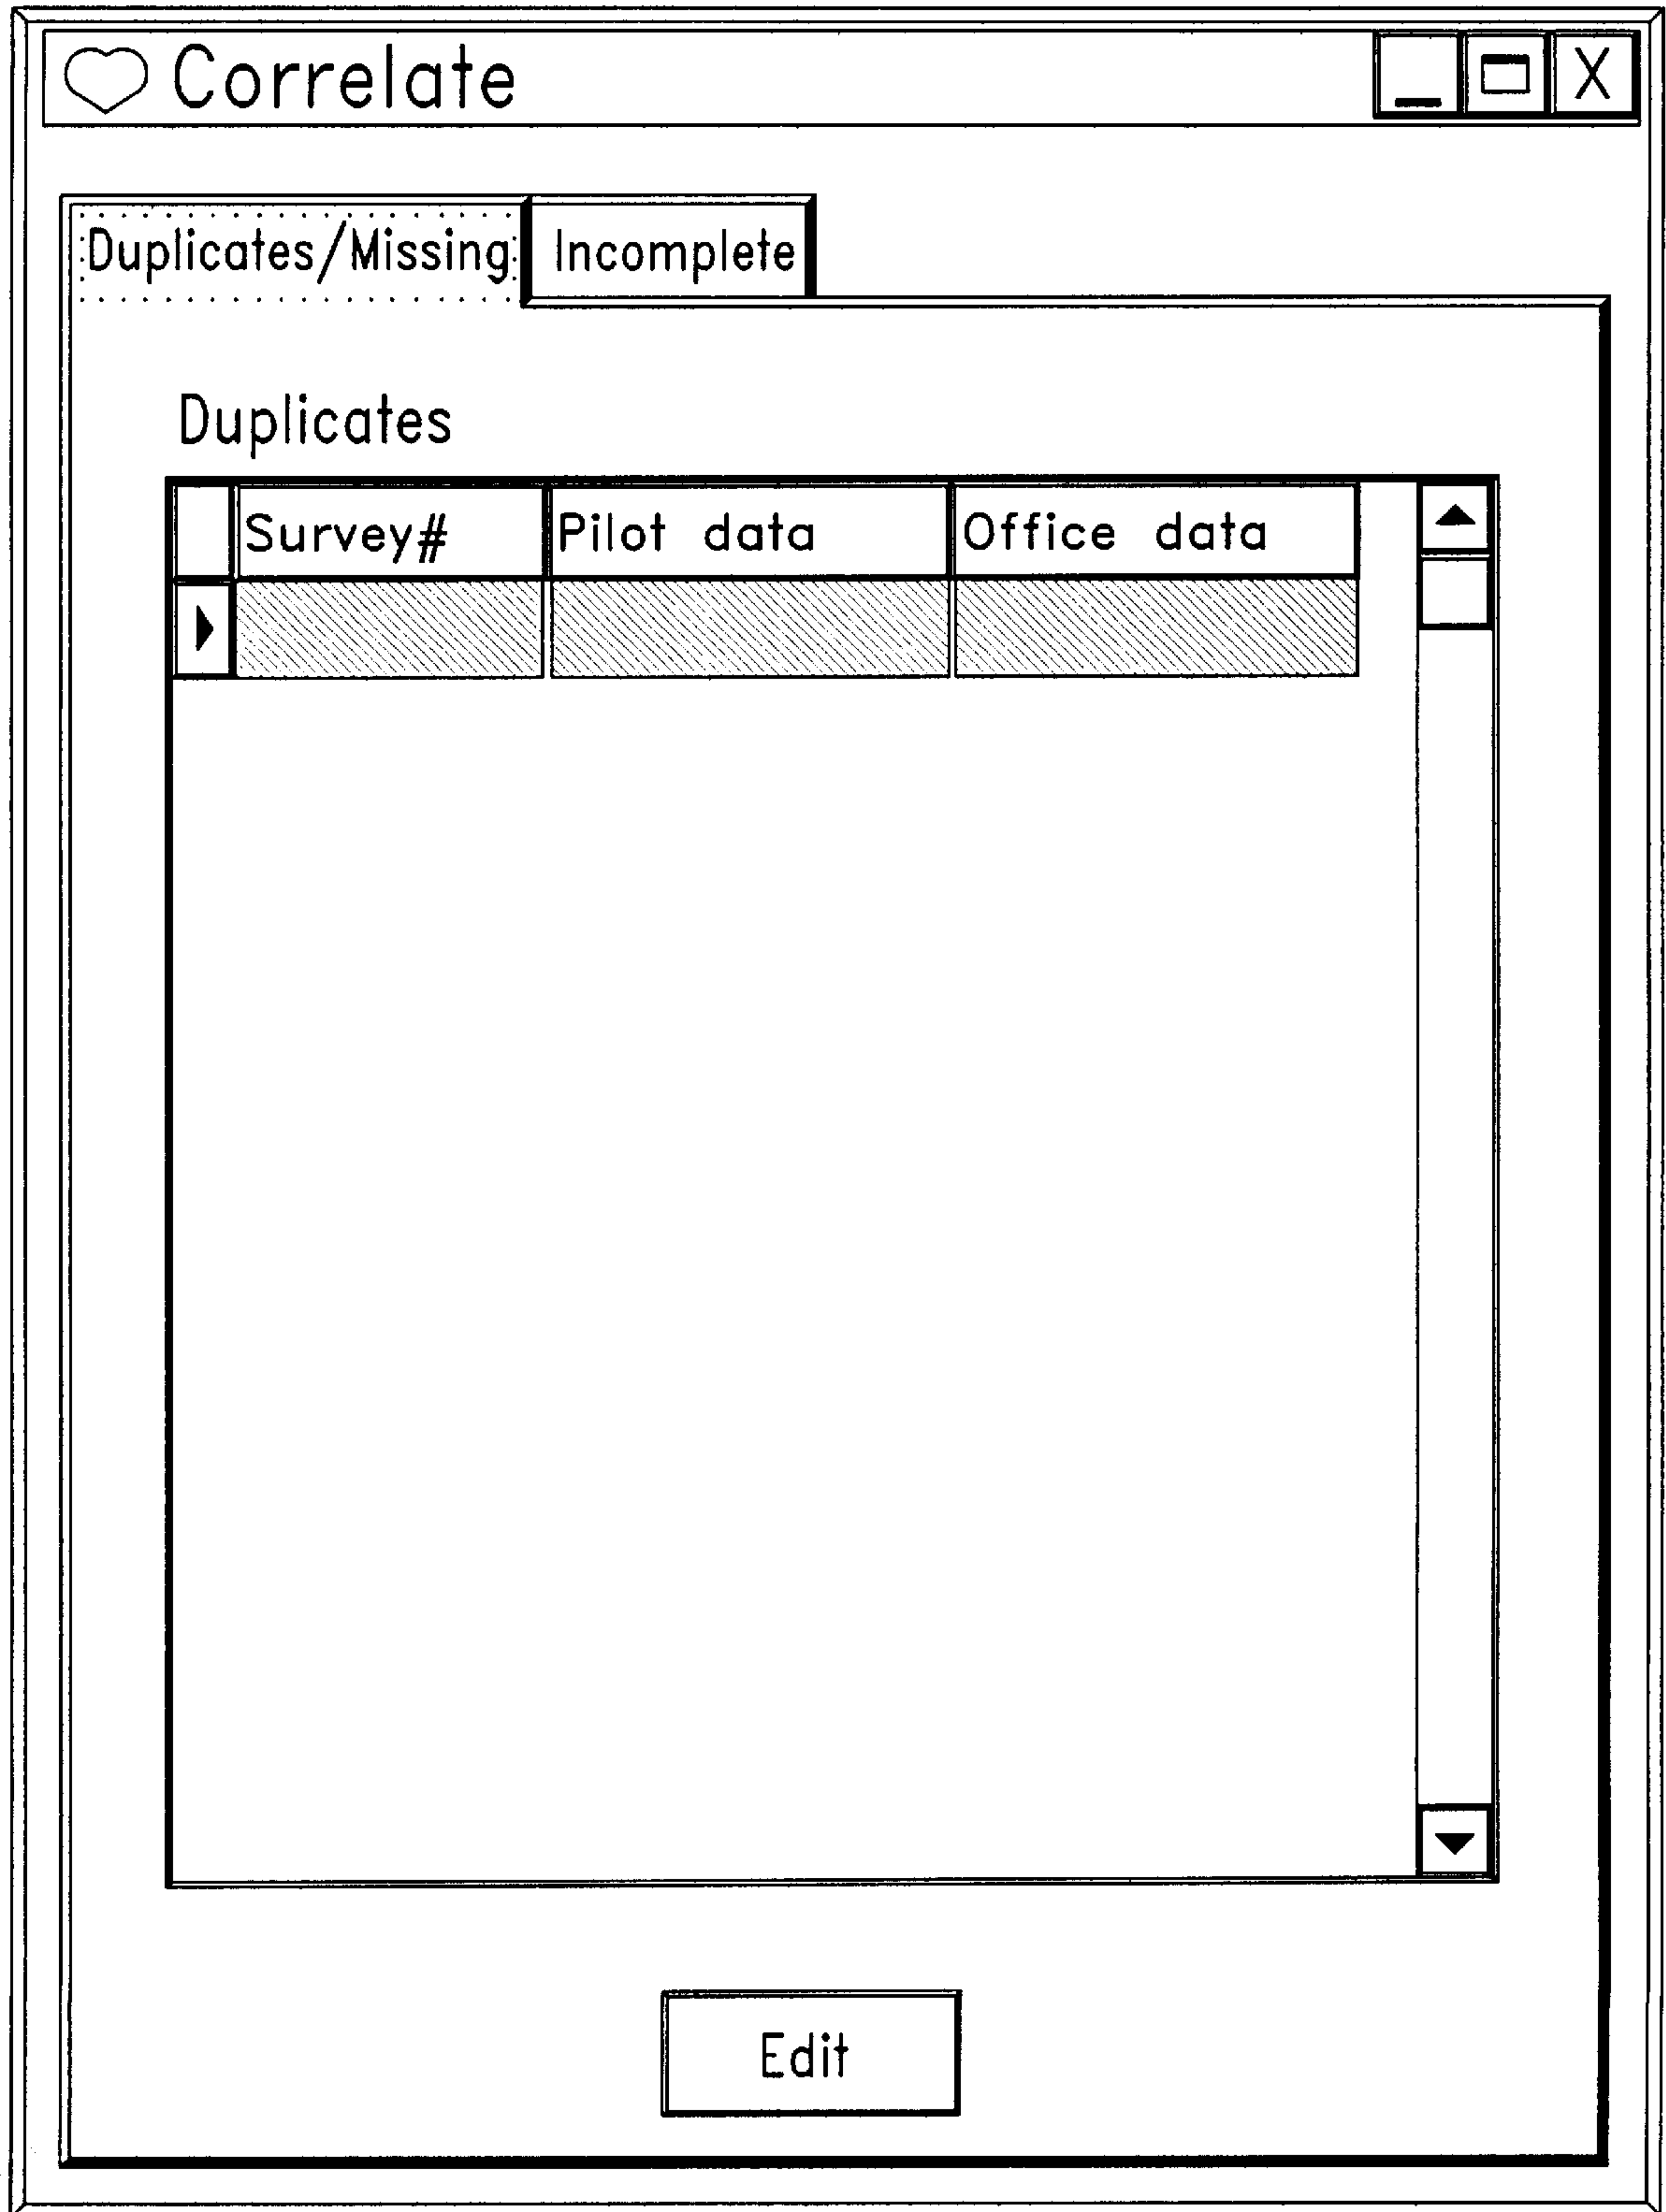 Correlate
Duplicates/Missing Incomplete
Duplicates
Survey# Pilot data Office data
Edit